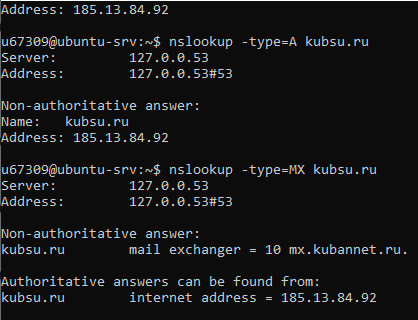 Address: 185.13.84.92
u67309@ubuntu-srv:~$ nslookup -type=A kubsu.ru
Server: 127.0.0.53
Address: 127.0.0.53#53
Non-authoritative answer:
Name: kubsu.ru
Address: 185.13.84.92
u67309@ubuntu-srv:~$ nslookup -type=MX kubsu.ru
Server: 127.0.0.53
Address: 127.0.0.53#53
Non-authoritative answer:
kubsu.ru mail exchanger = 10 mx.kubannet.ru.
Authoritative answers can be found from:
kubsu.ru internet address = 185.13.84.92